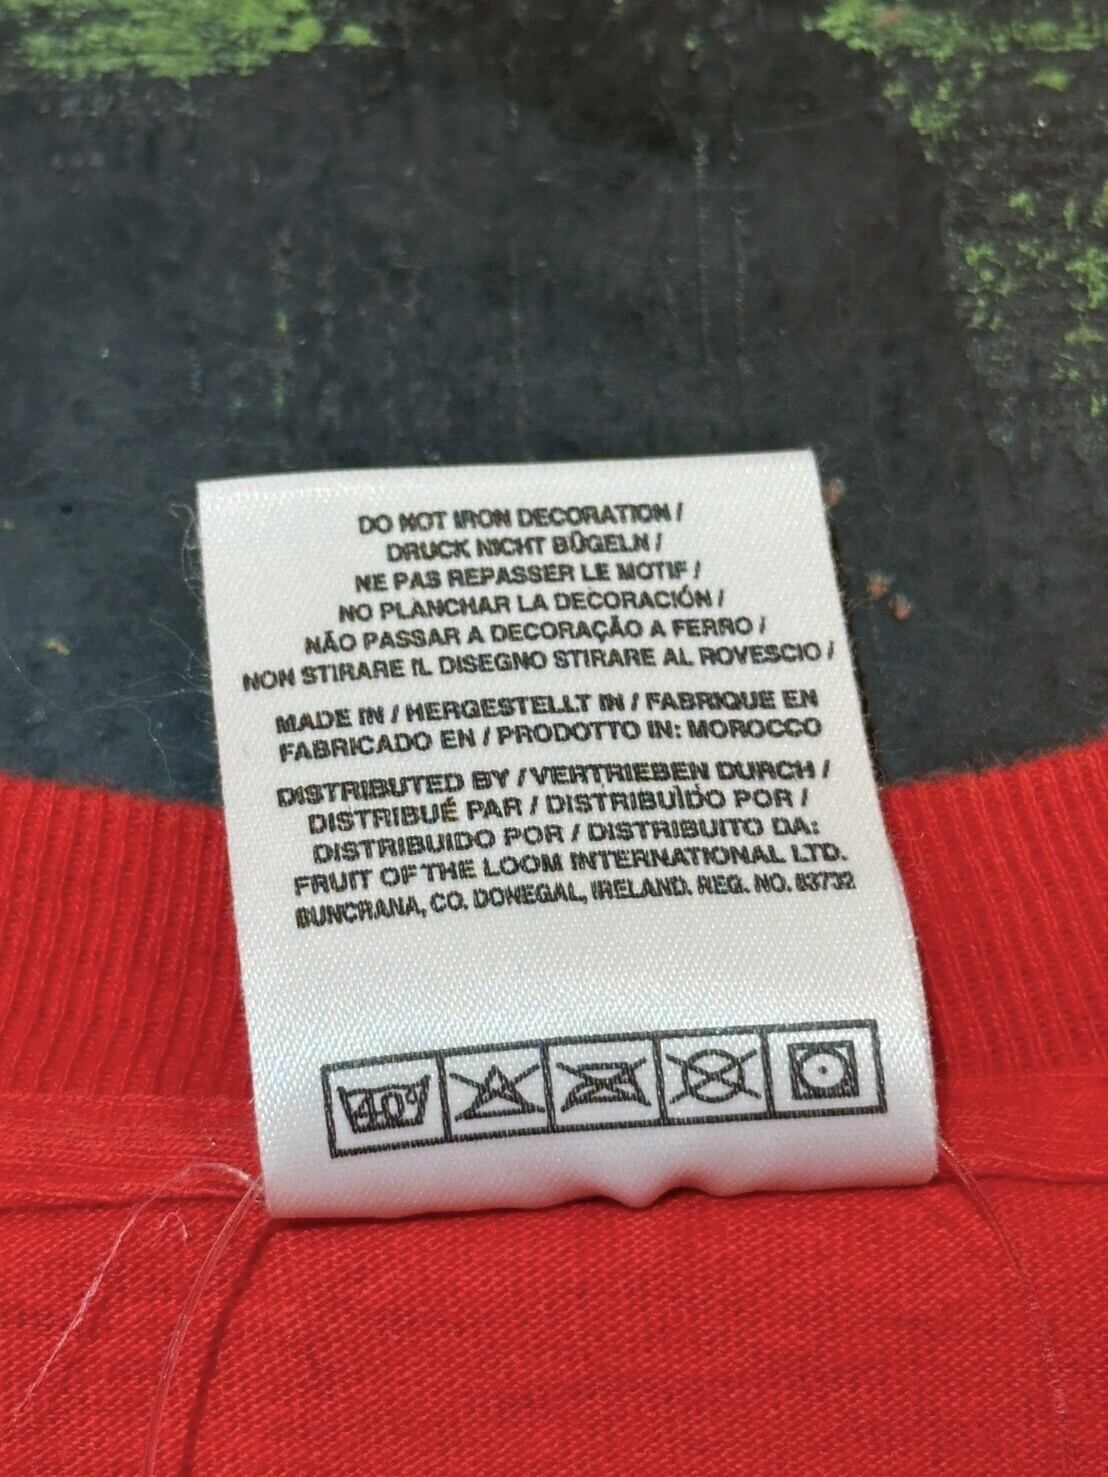 DO NOT IRON DECORATION /
DRUCK NICHT BÜGELN /
NE PAS REPASSER LE MOTIF /
NO PLANCHAR LA DECORACIÓN /
NÃO PASSAR A DECORAÇÃO A FERRO /
NON STIRARE IL DISEGNO STIRARE AL ROVESCIO /
MADE IN / HERGESTELLT IN / FABRIQUE EN
FABRICADO EN / PRODOTTO IN: MOROCCO
DISTRIBUTED BY / VERTRIEBEN DURCH /
DISTRIBUÉ PAR / DISTRIBUÌDO POR /
DISTRIBUIDO POR / DISTRIBUITO DA:
FRUIT OF THE LOOM INTERNATIONAL LTD.
BUNCRANA, CO. DONEGAL, IRELAND. REG. NO. 63732
40°